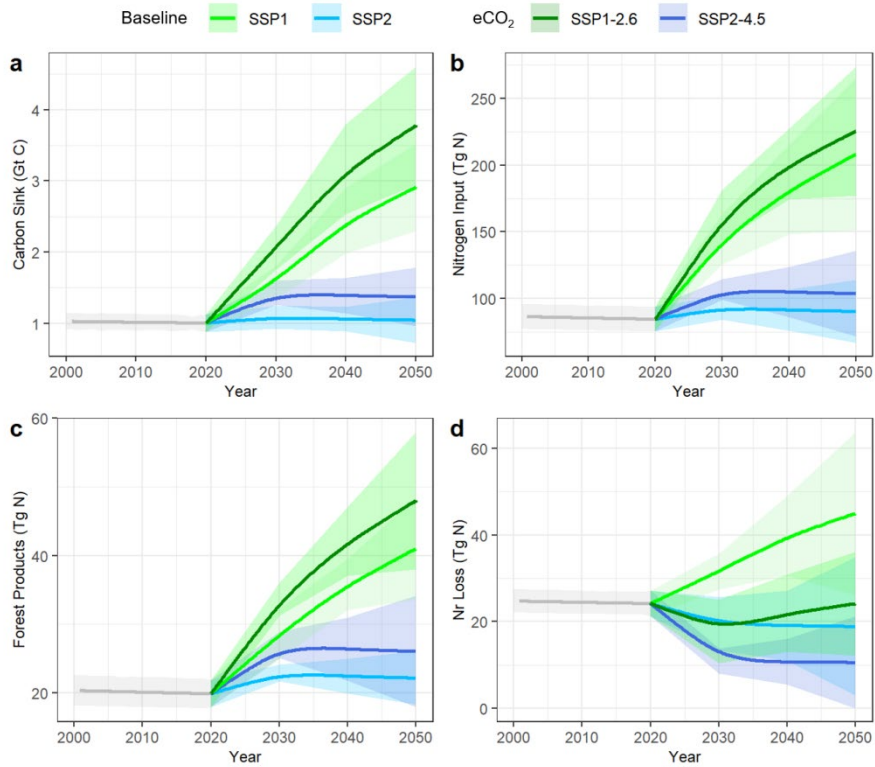 Baseline SSP1 SSP2 eCO₂ SSP1-2.6 SSP2-4.5
a
Carbon Sink (Gt C)
4
3
2
1
2000 2010 2020 2030 2040 2050
Year
b
Nitrogen Input (Tg N)
250
200
150
100
2000 2010 2020 2030 2040 2050
Year
c
Forest Products (Tg N)
60
40
20
2000 2010 2020 2030 2040 2050
Year
d
Nr Loss (Tg N)
60
40
20
0
2000 2010 2020 2030 2040 2050
Year